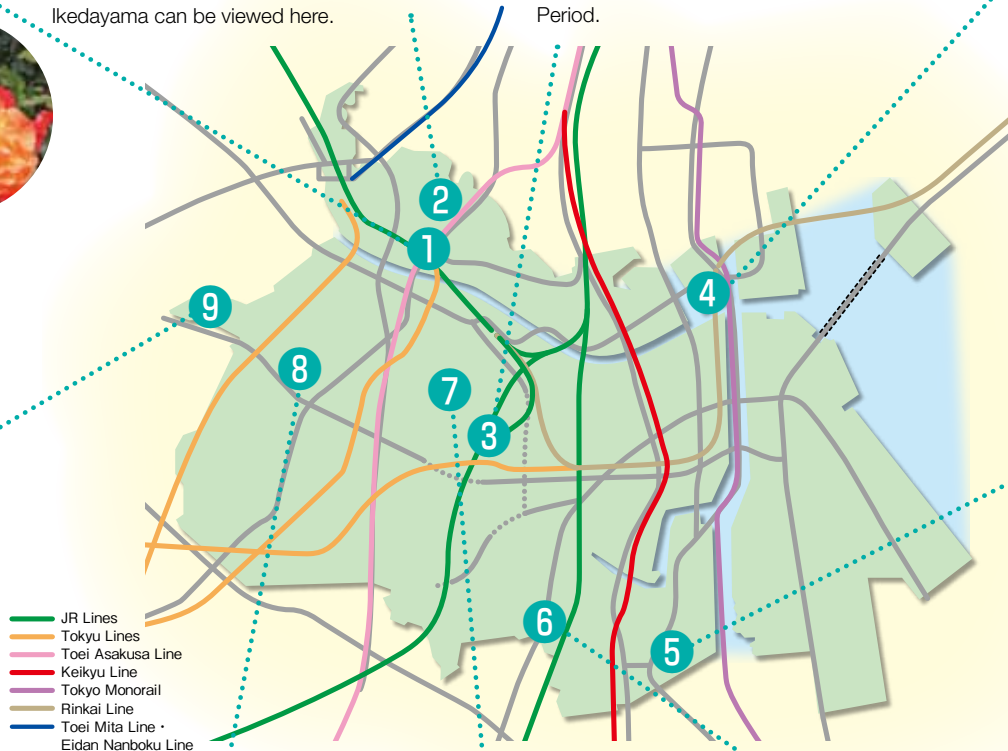 Ikedayama can be viewed here.
Period.
2
1
4
9
8
7
3
6
5
JR Lines
Tokyu Lines
Toei Asakusa Line
Keikyu Line
Tokyo Monorail
Rinkai Line
Toei Mita Line・
Eidan Nanboku Line